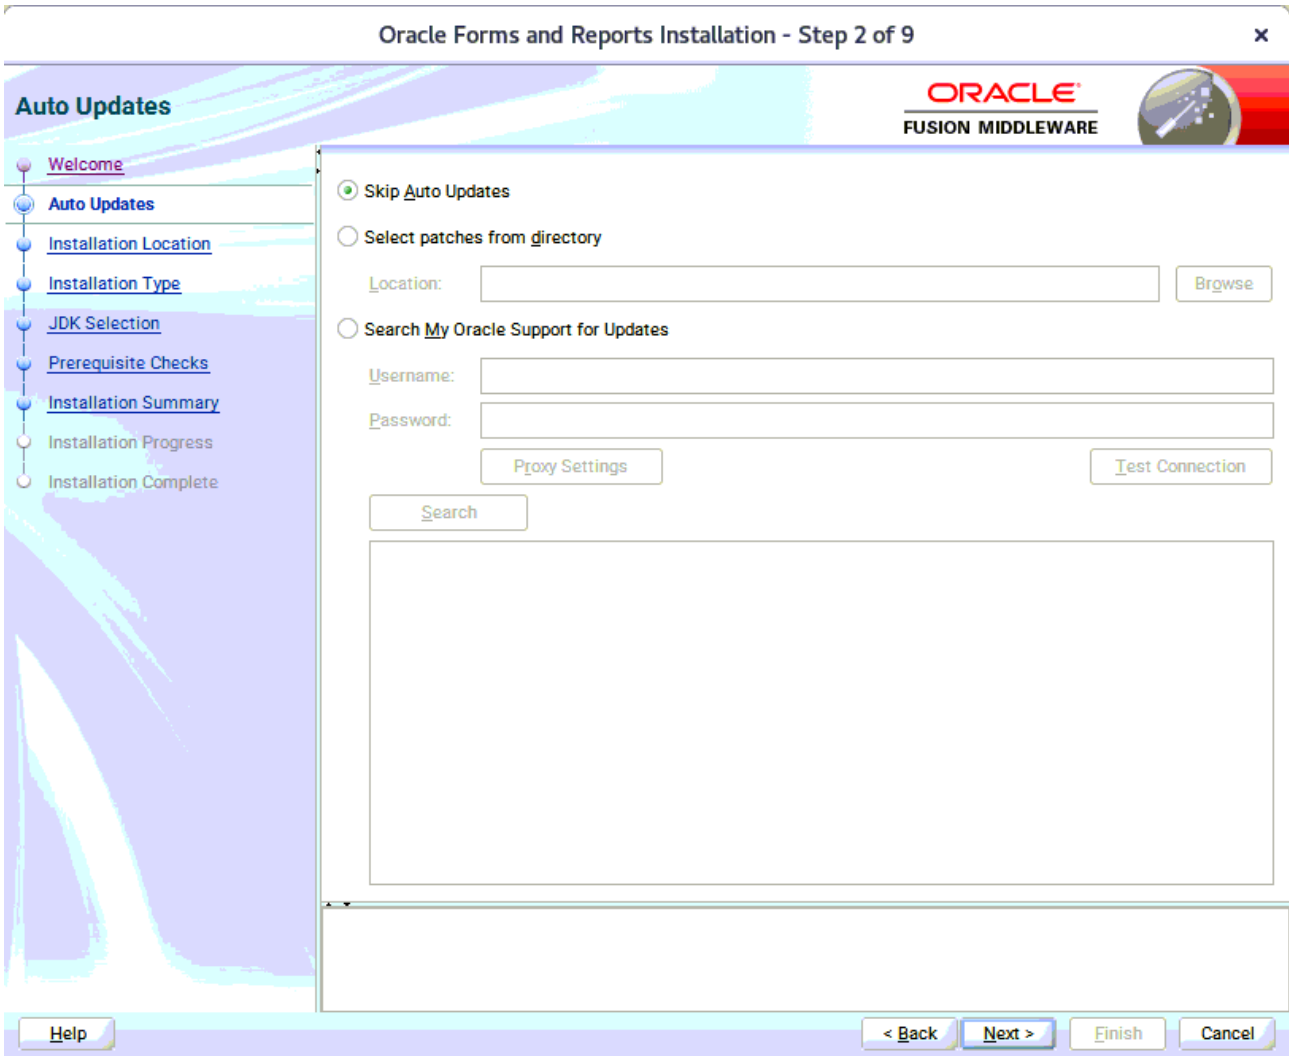 Oracle Forms and Reports Installation - Step 2 of 9
Auto Updates
ORACLE
FUSION MIDDLEWARE
Welcome
Auto Updates
Installation Location
Installation Type
JDK Selection
Prerequisite Checks
Installation Summary
Installation Progress
Installation Complete
Skip Auto Updates
Select patches from directory
Location:
Browse
Search My Oracle Support for Updates
Username:
Password:
Proxy Settings
Test Connection
Search
Help
< Back
Next >
Finish
Cancel